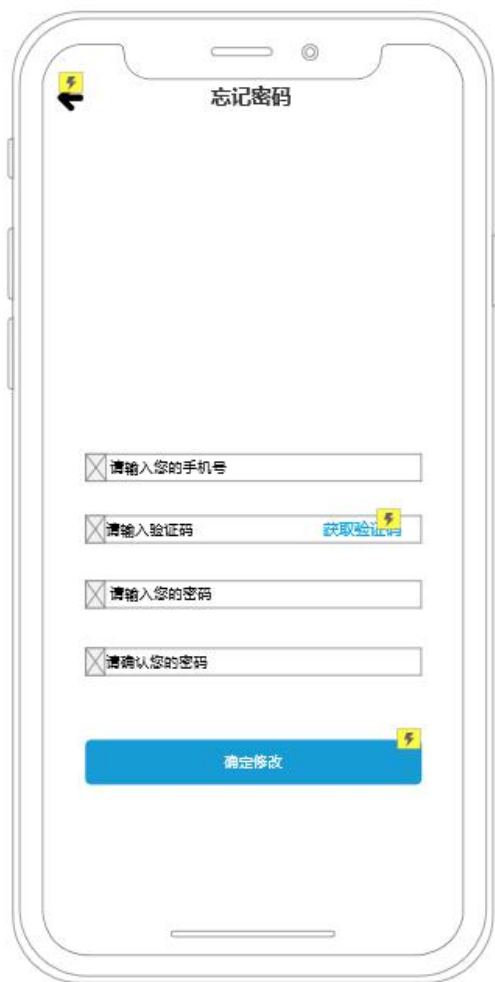 忘记密码
请输入您的手机号
请输入验证码 获取验证码
请输入您的密码
请确认您的密码
确定修改